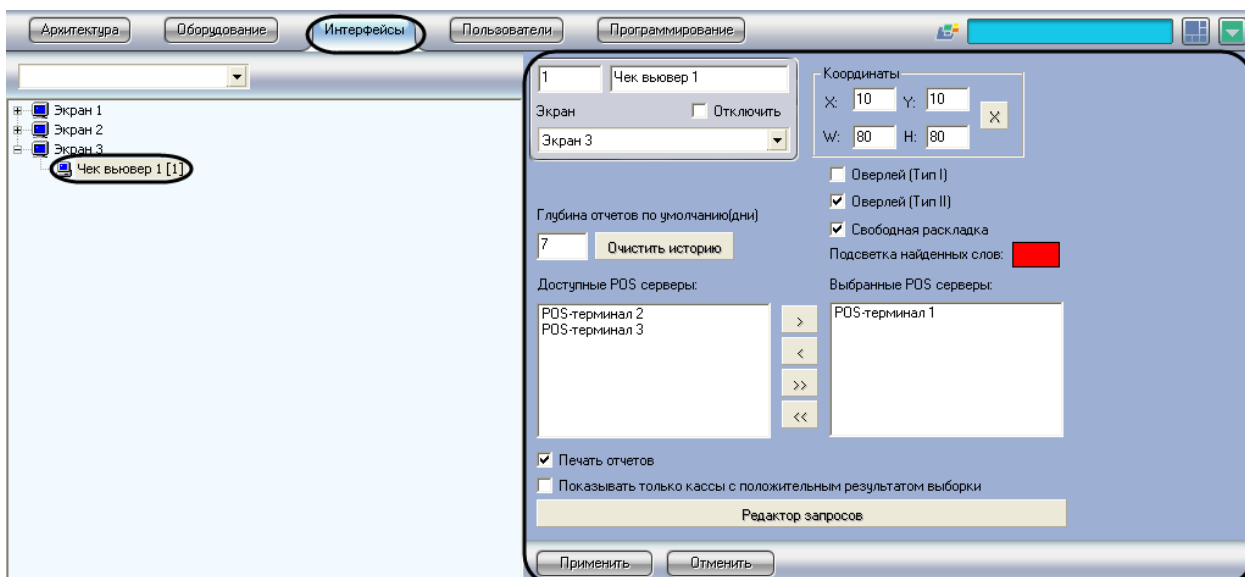 Архитектура Оборудование Интерфейсы Пользователи Программирование
Экран 1
Экран 2
Экран 3
Чек вьювер 1 [1]
1 Чек вьювер 1
Экран Отключить
Экран 3
Координаты
X: 10 Y: 10 X
W: 80 H: 80
Оверлей (Тип I)
Оверлей (Тип II)
Свободная раскладка
Подсветка найденных слов:
Глубина отчетов по умолчанию(дни)
7 Очистить историю
Доступные POS серверы:
POS-терминал 2
POS-терминал 3
>
<
>>
<<
Выбранные POS серверы:
POS-терминал 1
Печать отчетов
Показывать только кассы с положительным результатом выборки
Редактор запросов
Применить Отменить